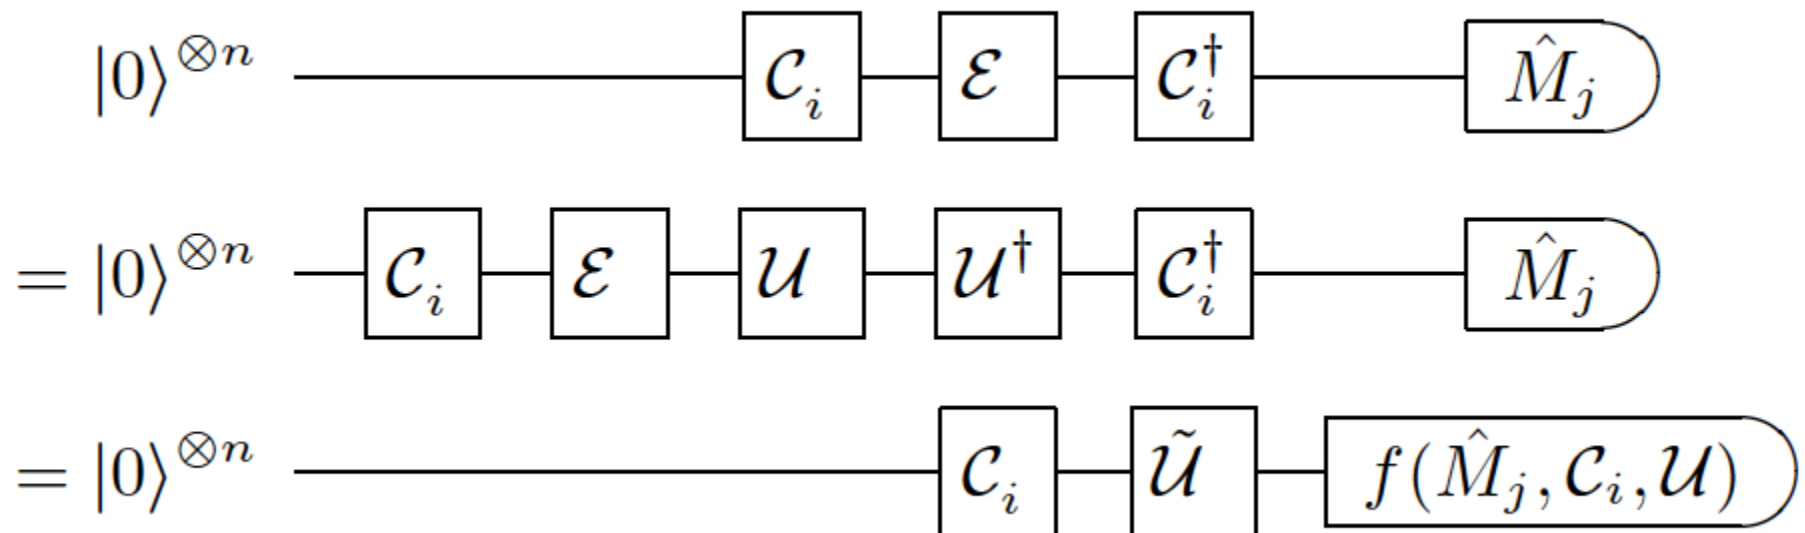 |0⟩^{⊗n} 𝒞_i ℰ 𝒞_i^† M̂_j
= |0⟩^{⊗n} 𝒞_i ℰ 𝒰 𝒰^† 𝒞_i^† M̂_j
= |0⟩^{⊗n} 𝒞_i 𝒰̃ f(M̂_j, 𝒞_i, 𝒰)